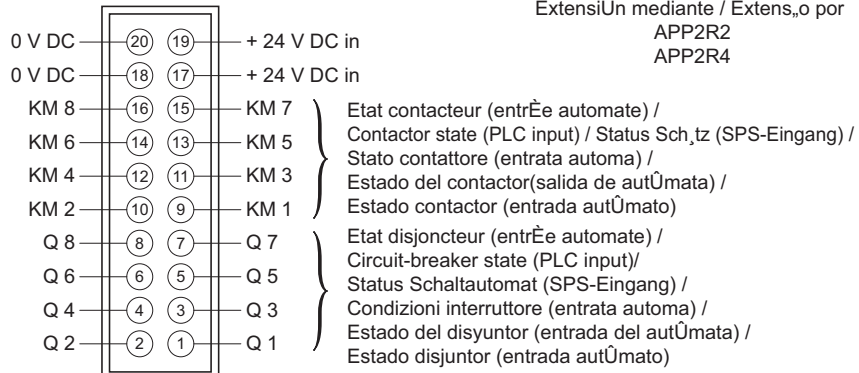 ExtensiÛn mediante / Extens„o por
APP2R2
APP2R4
0 V DC 20 19 + 24 V DC in
0 V DC 18 17 + 24 V DC in
KM 8 16 15 KM 7
KM 6 14 13 KM 5
KM 4 12 11 KM 3
KM 2 10 9 KM 1
Q 8 8 7 Q 7
Q 6 6 5 Q 5
Q 4 4 3 Q 3
Q 2 2 1 Q 1
Etat contacteur (entrÈe automate) /
Contactor state (PLC input) / Status Sch¸tz (SPS-Eingang) /
Stato contattore (entrata automa) /
Estado del contactor(salida de autÛmata) /
Estado contactor (entrada autÛmato)
Etat disjoncteur (entrÈe automate) /
Circuit-breaker state (PLC input)/
Status Schaltautomat (SPS-Eingang) /
Condizioni interruttore (entrata automa) /
Estado del disyuntor (entrada del autÛmata) /
Estado disjuntor (entrada autÛmato)